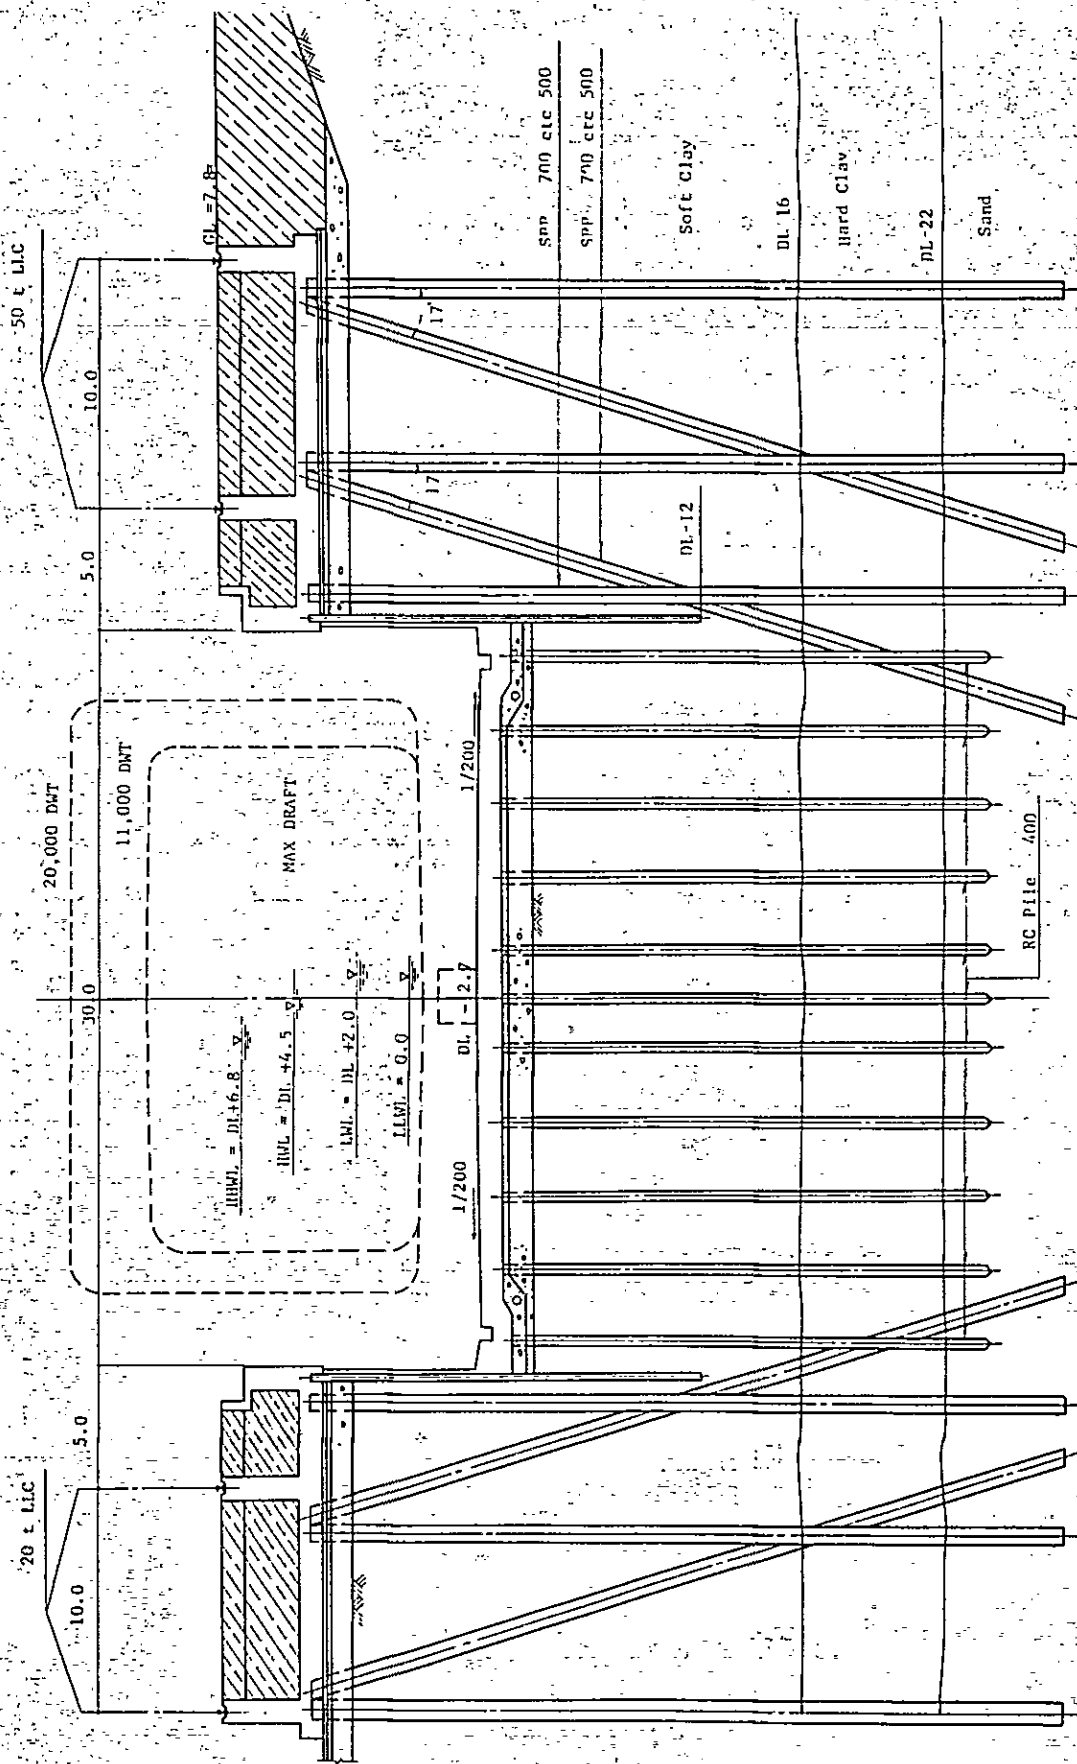 20 t LLC
10.0
5.0
30.0
5.0
10.0
50 t LLC
GL =7.8
20,000 DWT
11,000 DWT
MAX DRAFT
HHWL = DL+6.8
HWL = DL +4.5
LWL = DL +2.0
LLWL = 0.0
DL -2.7
1/200
1/200
17°
17°
SPP 700 ctc 500
SPP 700 ctc 500
Soft Clay
DL-12
DL 16
Hard Clay
DL-22
Sand
RC Pile 400